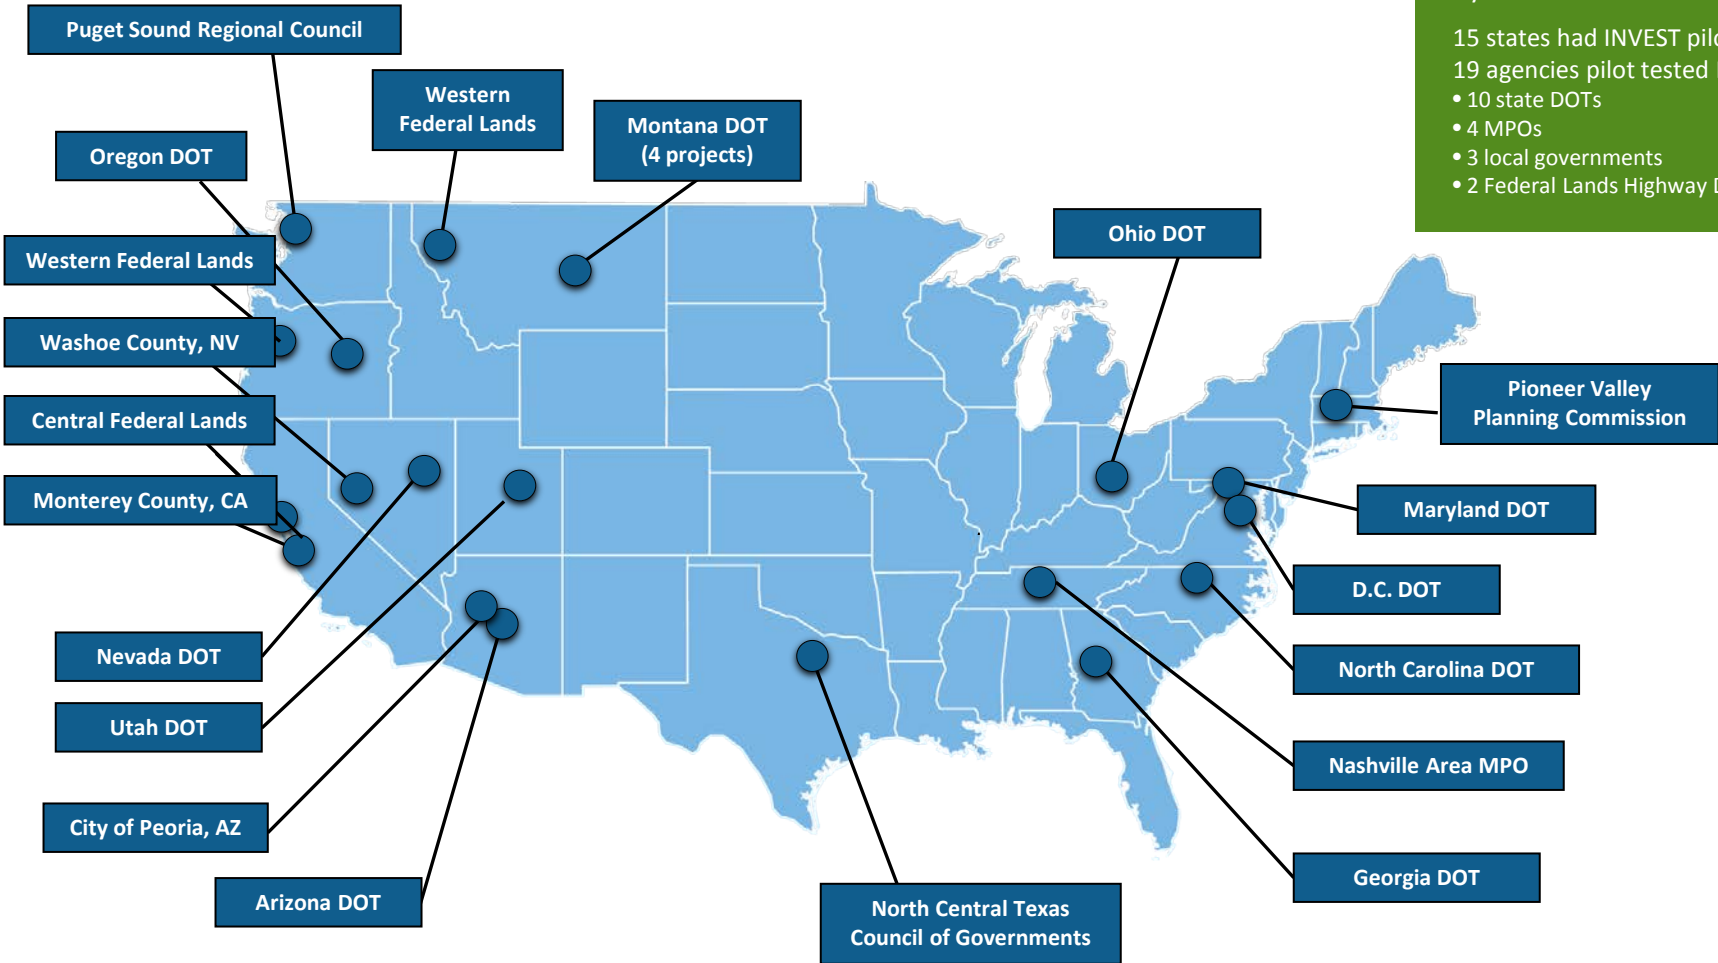 Puget Sound Regional Council
Western
Federal Lands
Montana DOT
(4 projects)
Oregon DOT
Western Federal Lands
Washoe County, NV
Central Federal Lands
Monterey County, CA
Nevada DOT
Utah DOT
City of Peoria, AZ
Arizona DOT
North Central Texas
Council of Governments
Ohio DOT
Pioneer Valley
Planning Commission
Maryland DOT
D.C. DOT
North Carolina DOT
Nashville Area MPO
Georgia DOT
15 states had INVEST
19 agencies pilot tested
• 10 state DOTs
• 4 MPOs
• 3 local governments
• 2 Federal Lands Highway